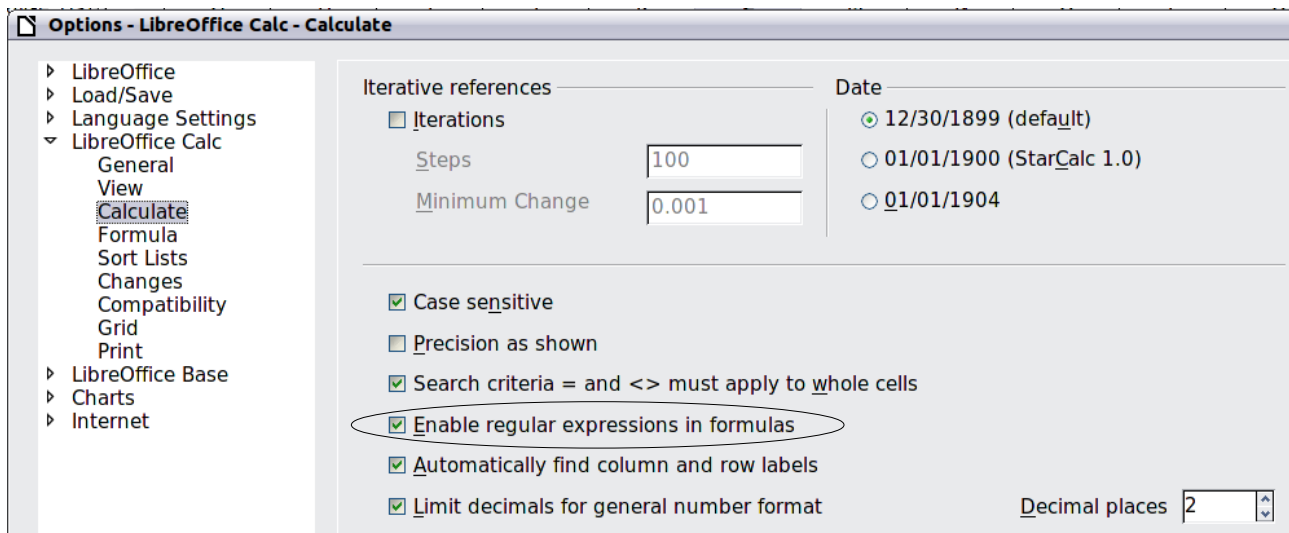 Options - LibreOffice Calc - Calculate
LibreOffice
Load/Save
Language Settings
LibreOffice Calc
General
View
Calculate
Formula
Sort Lists
Changes
Compatibility
Grid
Print
LibreOffice Base
Charts
Internet
Iterative references
Iterations
Steps 100
Minimum Change 0.001
Date
12/30/1899 (default)
01/01/1900 (StarCalc 1.0)
01/01/1904
Case sensitive
Precision as shown
Search criteria = and <> must apply to whole cells
Enable regular expressions in formulas
Automatically find column and row labels
Limit decimals for general number format
Decimal places 2